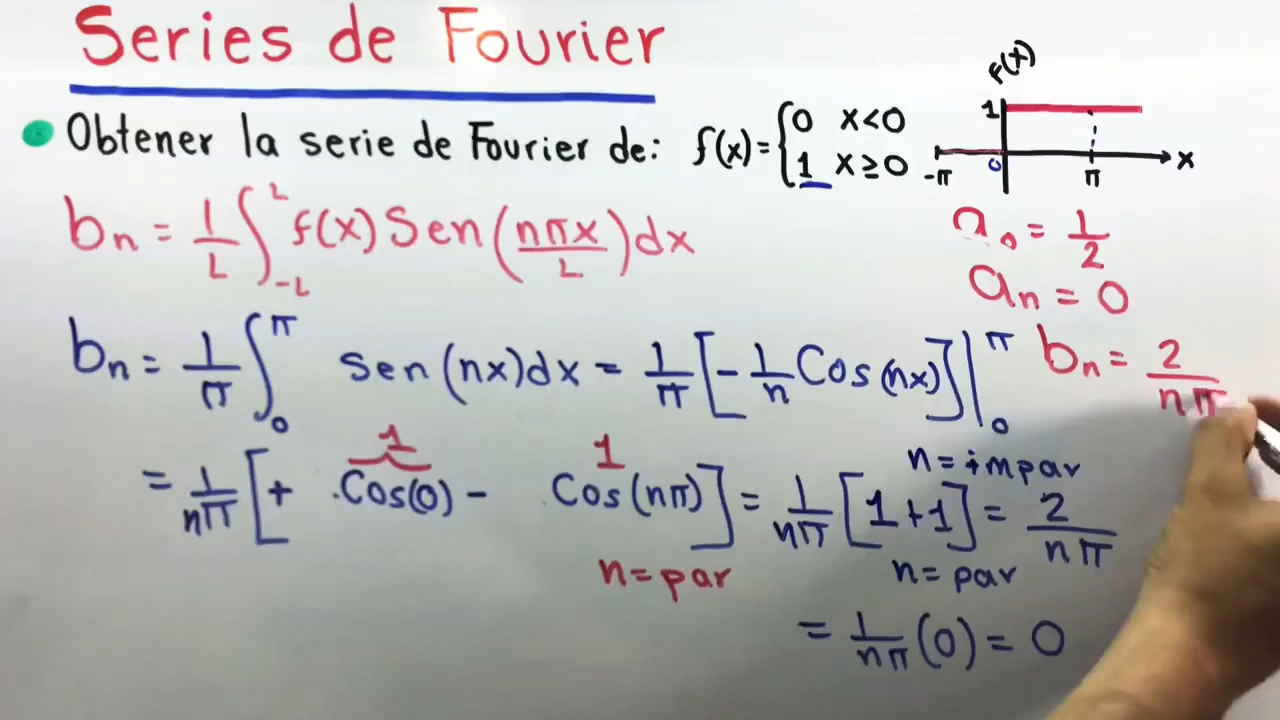 Series de Fourier
Obtener la serie de Fourier de: f(x)={0 x<0
1 x≥0
F(x)
1
0
-π π x
a₀ = 1/2
aₙ = 0
bₙ = 2/nπ
bₙ = 1/L ∫_{-L}^{L} f(x) Sen(nπx/L)dx
bₙ = 1/π ∫_0^π Sen(nx)dx = 1/π [-1/n Cos(nx)]|_0^π
1 1 n=impar
= 1/nπ [+ Cos(0) - Cos(nπ)] = 1/nπ [1+1] = 2/nπ
n=par n=par
= 1/nπ (0) = 0